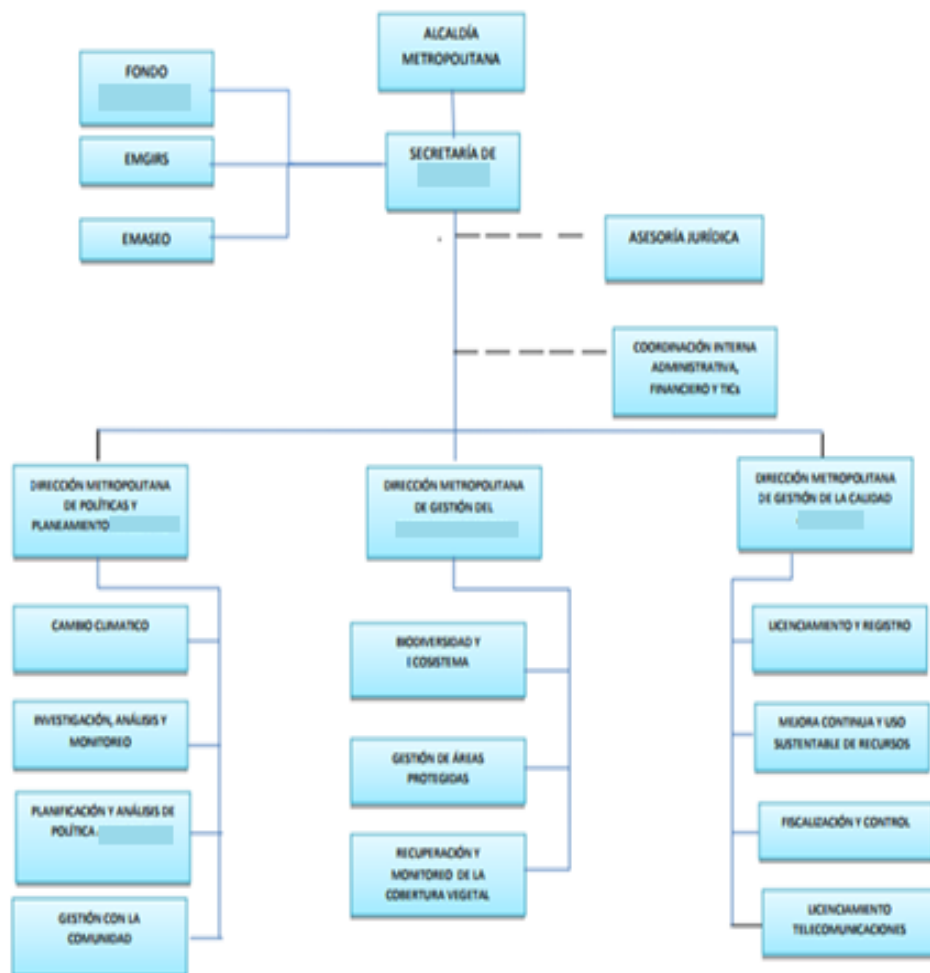 ALCALDÍA
METROPOLITANA
FONDO
SECRETARÍA DE
EMGIRS
EMASEO
ASESORÍA JURÍDICA
COORDINACIÓN INTERNA
ADMINISTRATIVA,
FINANCIERO Y TICs
DIRECCIÓN METROPOLITANA
DE POLÍTICAS Y
PLANEAMIENTO
CAMBIO CLIMATICO
INVESTIGACIÓN, ANÁLISIS Y
MONITOREO
PLANIFICACIÓN Y ANÁLISIS DE
POLÍTICA
GESTIÓN CON LA
COMUNIDAD
DIRECCIÓN METROPOLITANA
DE GESTIÓN DEL
BIODIVERSIDAD Y
ECOSISTEMA
GESTIÓN DE ÁREAS
PROTEGIDAS
RECUPERACIÓN Y
MONITOREO DE LA
COBERTURA VEGETAL
DIRECCIÓN METROPOLITANA
DE GESTIÓN DE LA CALIDAD
LICENCIAMIENTO Y REGISTRO
MEJORA CONTINUA Y USO
SUSTENTABLE DE RECURSOS
FISCALIZACIÓN Y CONTROL
LICENCIAMIENTO
TELECOMUNICACIONES